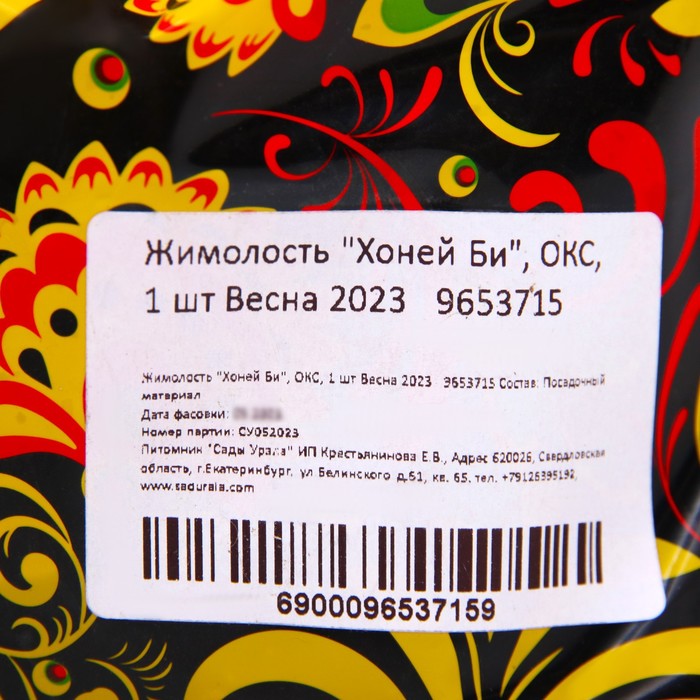 Жимолость "Хоней Би", ОКС,
1 шт Весна 2023 9653715
Жимолость "Хоней Би", ОКС, 1 шт Весна 2023 9653715 Состав: Посадочный
материал
Дата фасовки:
Номер партии: СУ052023
Питомник "Сады Урала" ИП Крестьянинова Е.В., Адрес 620026, Свердловская
область, г.Екатеринбург, ул Белинского д.61, кв. 65. тел. +79126395192,
www.sadurala.com
6900096537159